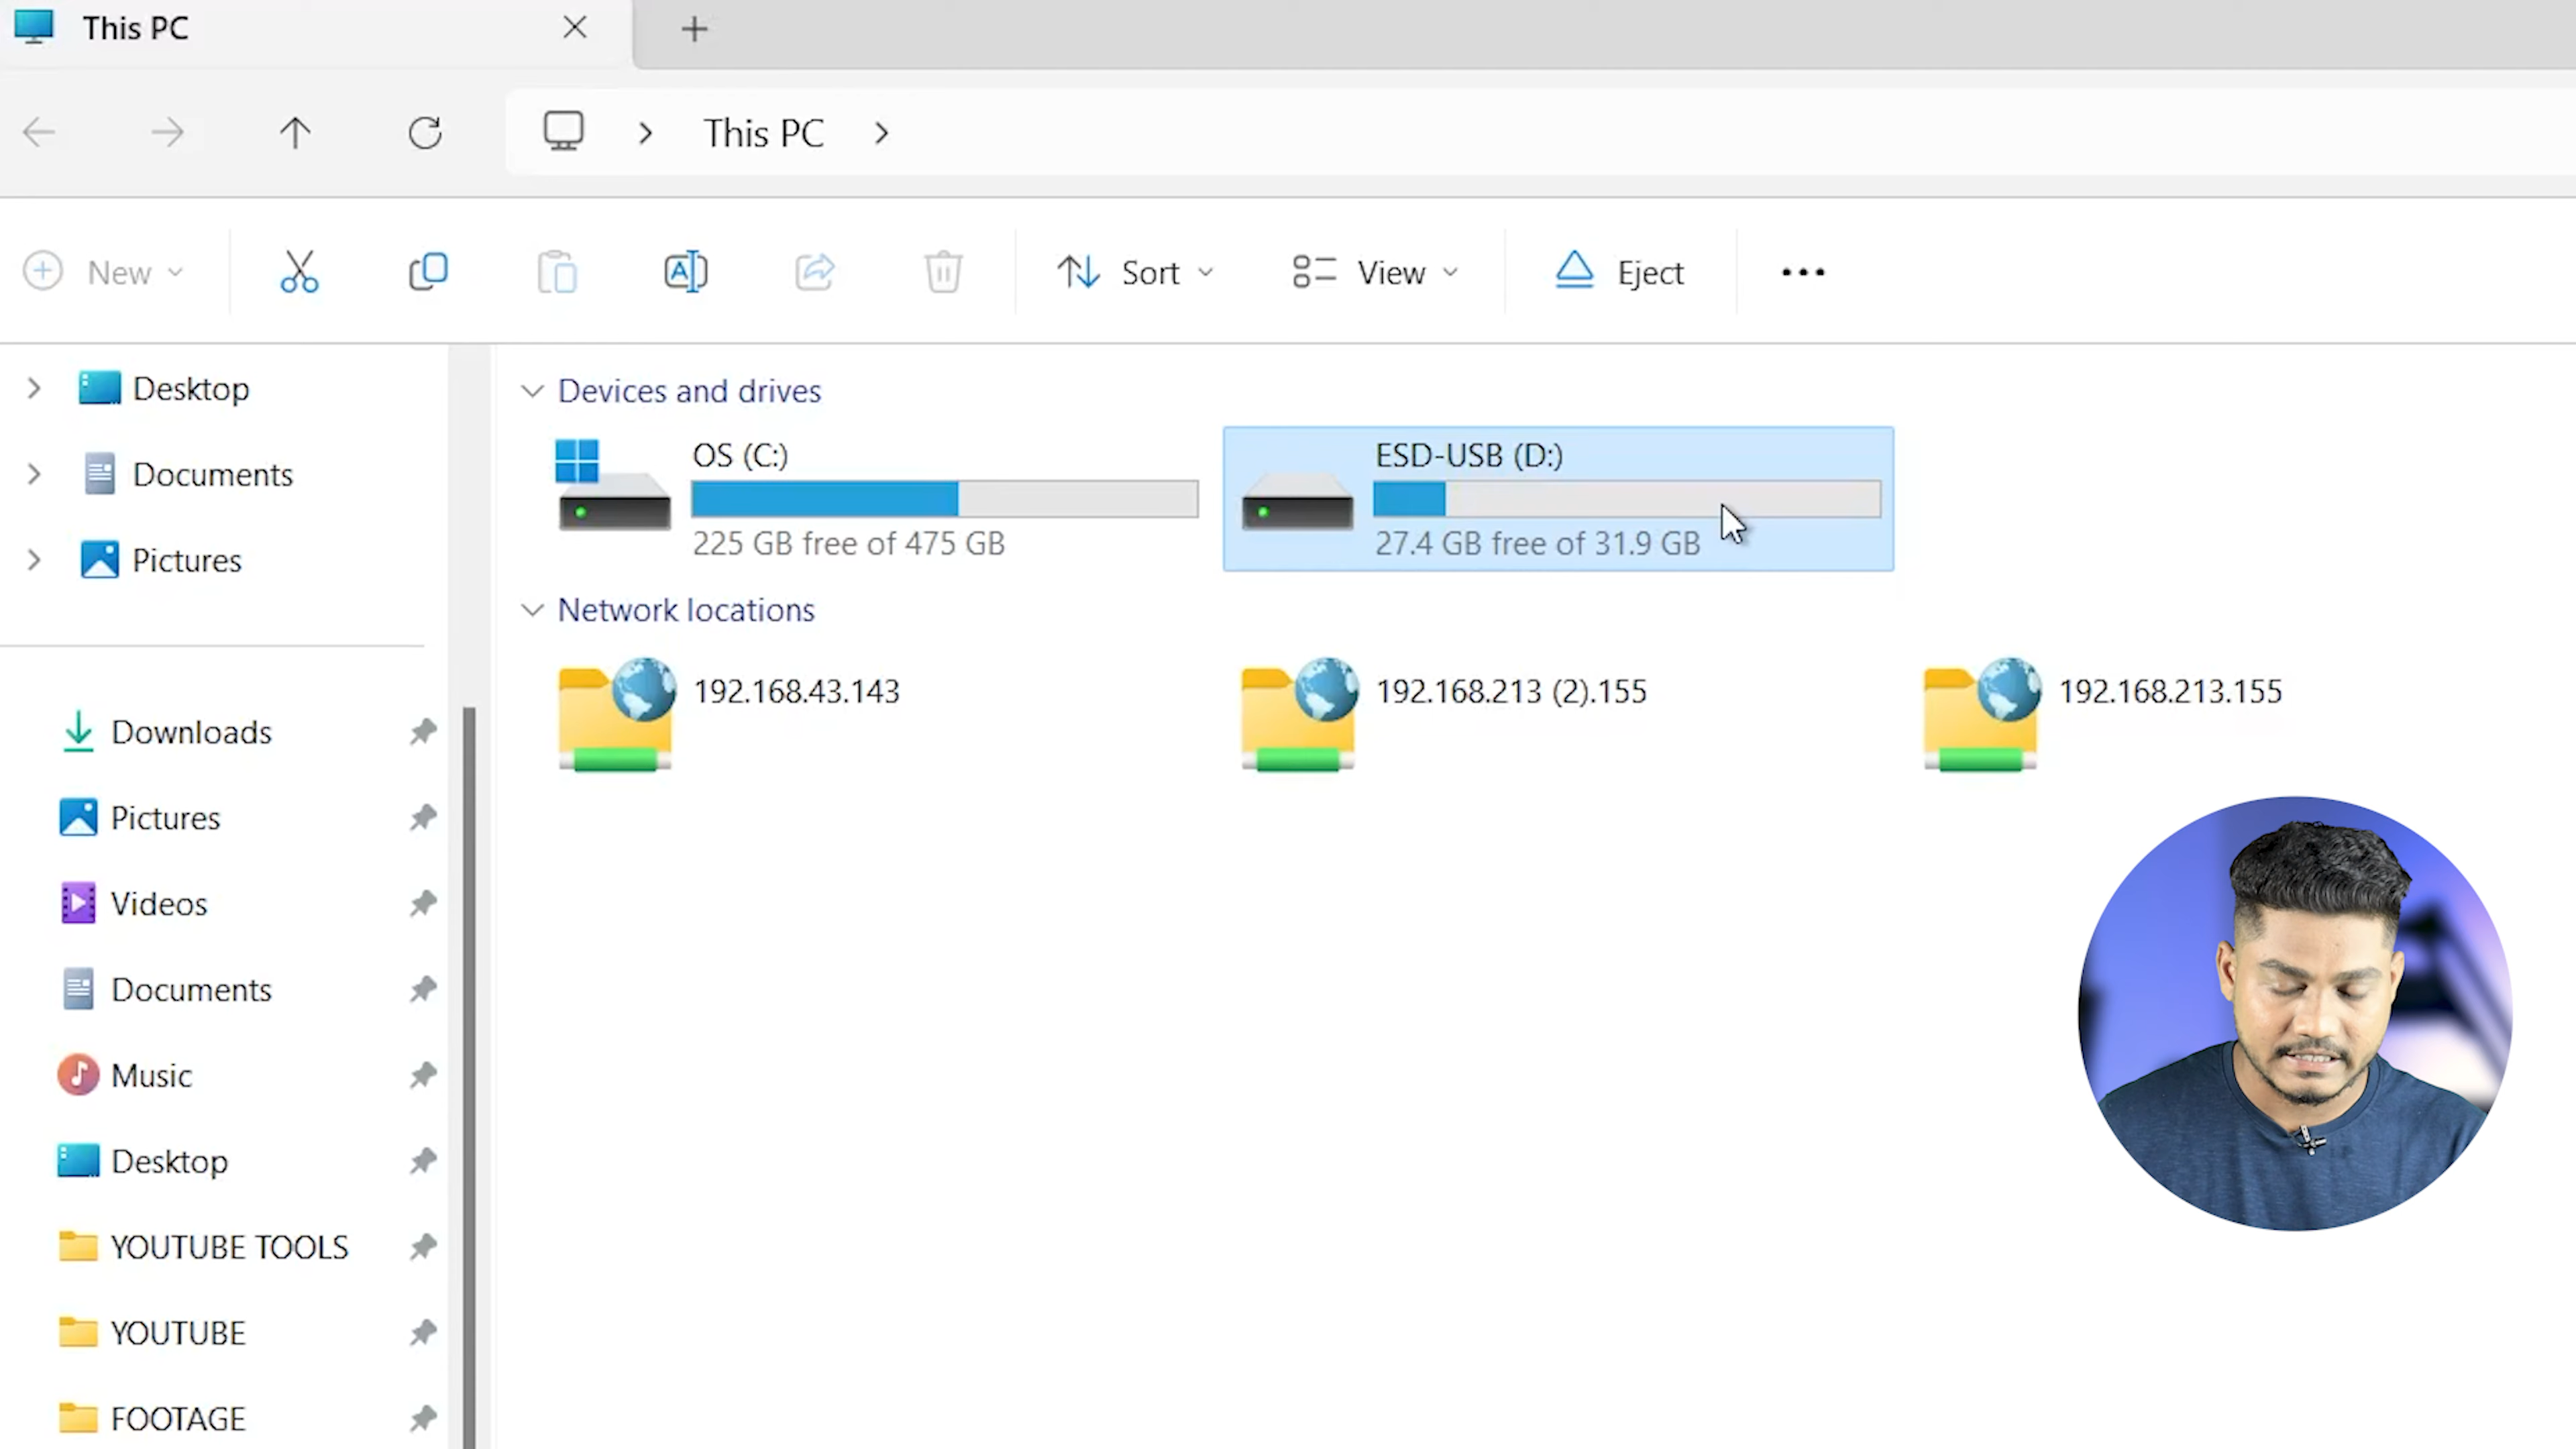 This PC
This PC
New
Sort
View
Eject
Desktop
Documents
Pictures
Downloads
Pictures
Videos
Documents
Music
Desktop
YOUTUBE TOOLS
YOUTUBE
FOOTAGE
Devices and drives
OS (C:)
225 GB free of 475 GB
ESD-USB (D:)
27.4 GB free of 31.9 GB
Network locations
192.168.43.143
192.168.213 (2).155
192.168.213.155